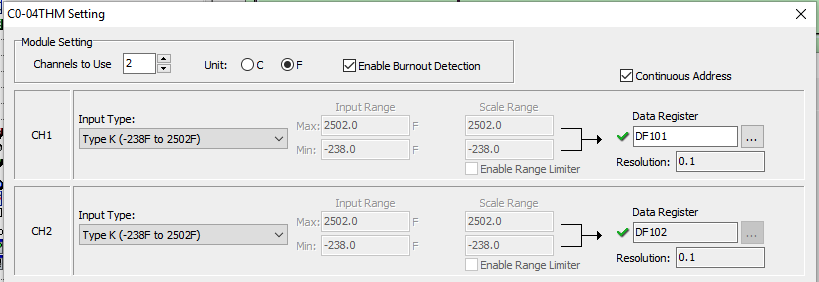 C0-04THM Setting
Module Setting
Channels to Use 2 Unit: C F Enable Burnout Detection
Continuous Address
CH1
Input Type:
Type K (-238F to 2502F)
Input Range
Max: 2502.0 F
Min: -238.0 F
Scale Range
2502.0
-238.0
Enable Range Limiter
Data Register
DF101 ...
Resolution: 0.1
CH2
Input Type:
Type K (-238F to 2502F)
Input Range
Max: 2502.0 F
Min: -238.0 F
Scale Range
2502.0
-238.0
Enable Range Limiter
Data Register
DF102 ...
Resolution: 0.1